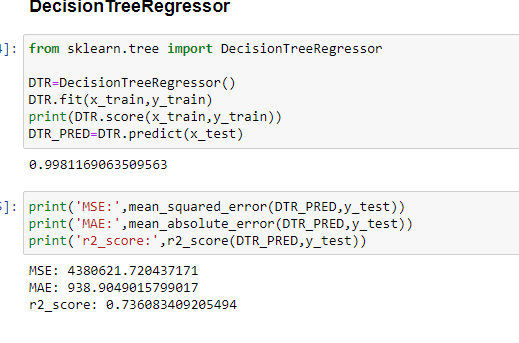 DecisionTreeRegressor
]:
from sklearn.tree import DecisionTreeRegressor
DTR=DecisionTreeRegressor()
DTR.fit(x_train,y_train)
print(DTR.score(x_train,y_train))
DTR_PRED=DTR.predict(x_test)
0.9981169063509563
]:
print('MSE:',mean_squared_error(DTR_PRED,y_test))
print('MAE:',mean_absolute_error(DTR_PRED,y_test))
print('r2_score:',r2_score(DTR_PRED,y_test))
MSE: 4380621.720437171
MAE: 938.9049015799017
r2_score: 0.736083409205494